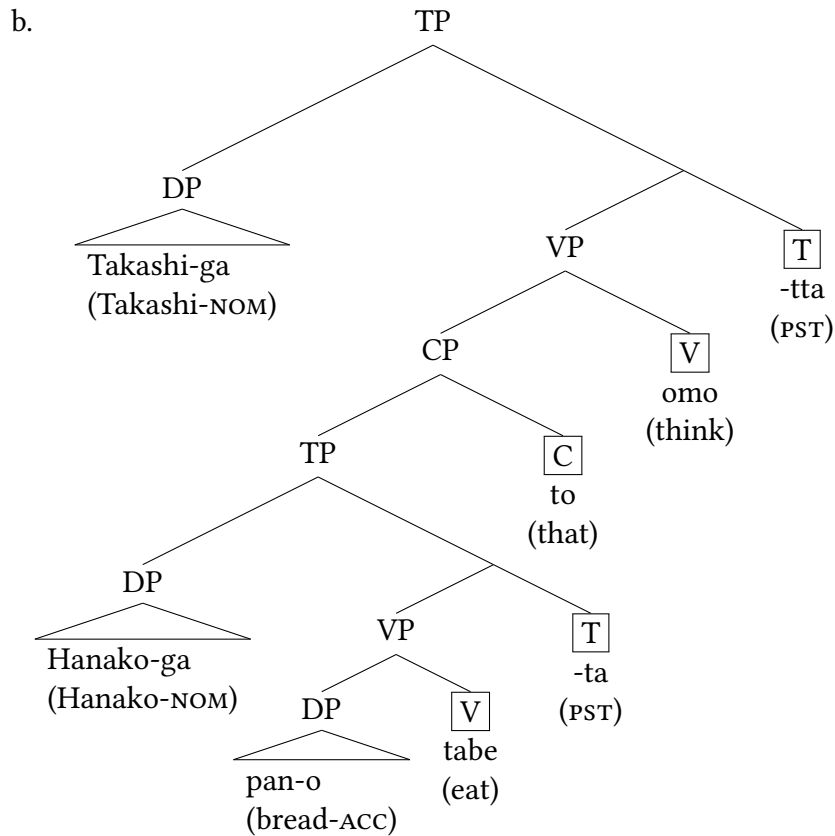 b.
TP
DP
Takashi-ga
(Takashi-NOM)
VP
T
-tta
(PST)
CP
V
omo
(think)
TP
C
to
(that)
DP
Hanako-ga
(Hanako-NOM)
VP
T
-ta
(PST)
DP
pan-o
(bread-ACC)
V
tabe
(eat)